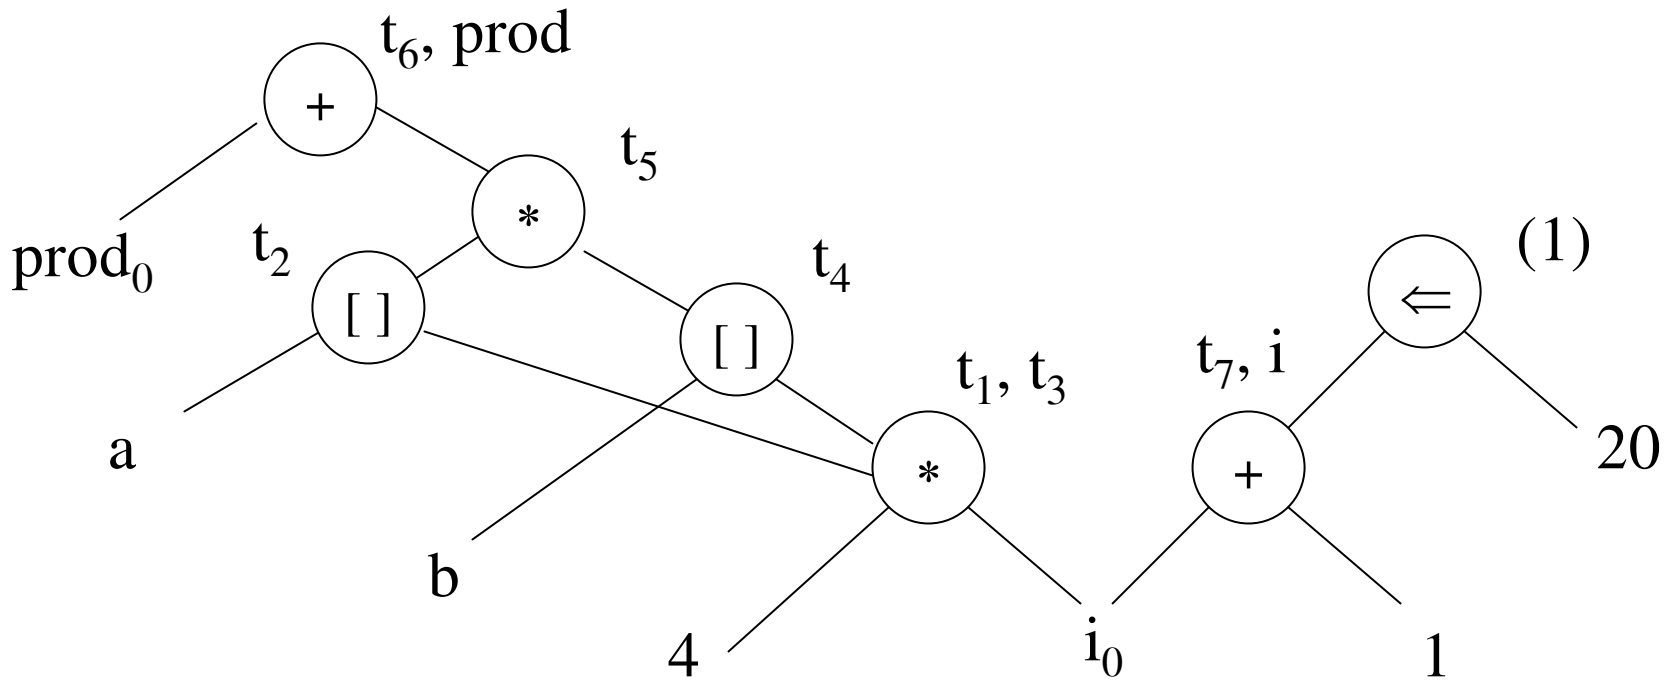 t₆, prod
+
t₅
*
prod₀
t₂
t₄
(1)
[ ]
[ ]
⇐
t₇, i
t₁, t₃
a
*
+
20
b
4
i₀
1